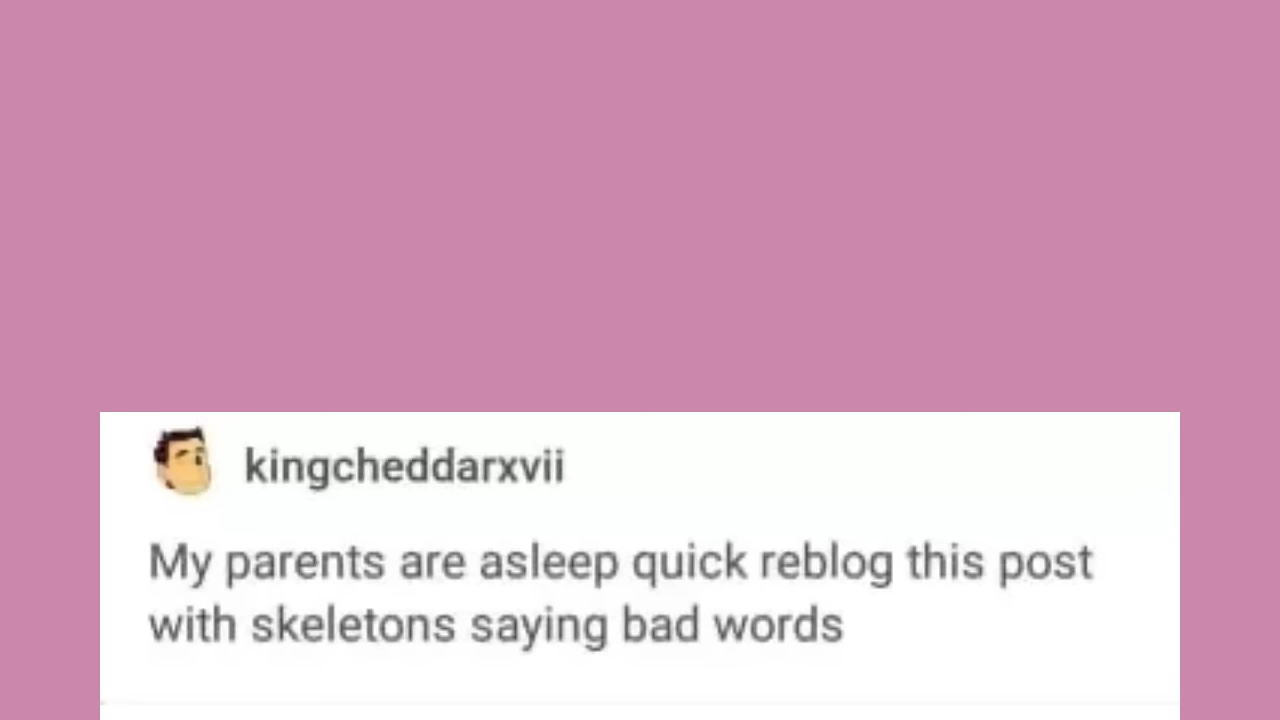 kingcheddarxvii
My parents are asleep quick reblog this post
with skeletons saying bad words